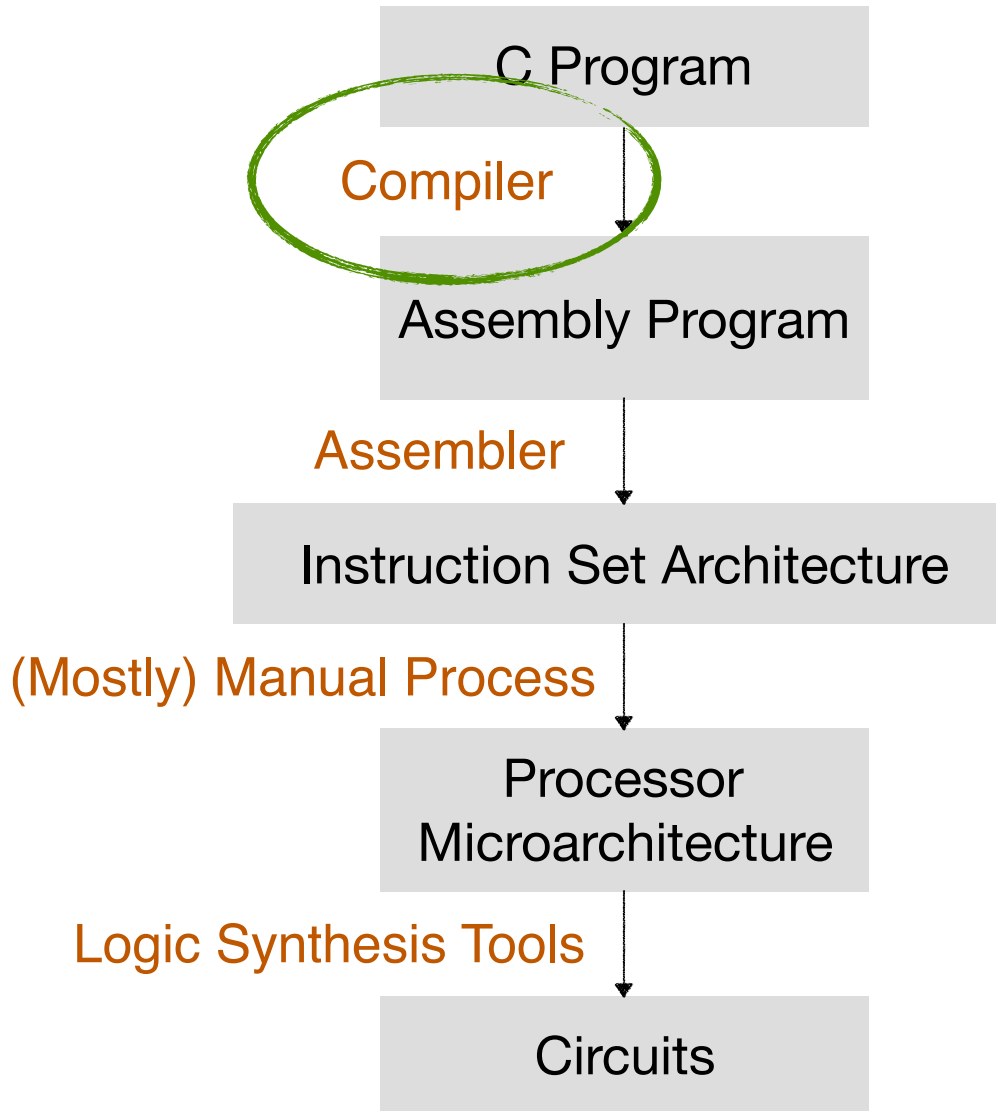 C Program
Compiler
Assembly Program
Assembler
Instruction Set Architecture
(Mostly) Manual Process
Processor
Microarchitecture
Logic Synthesis Tools
Circuits